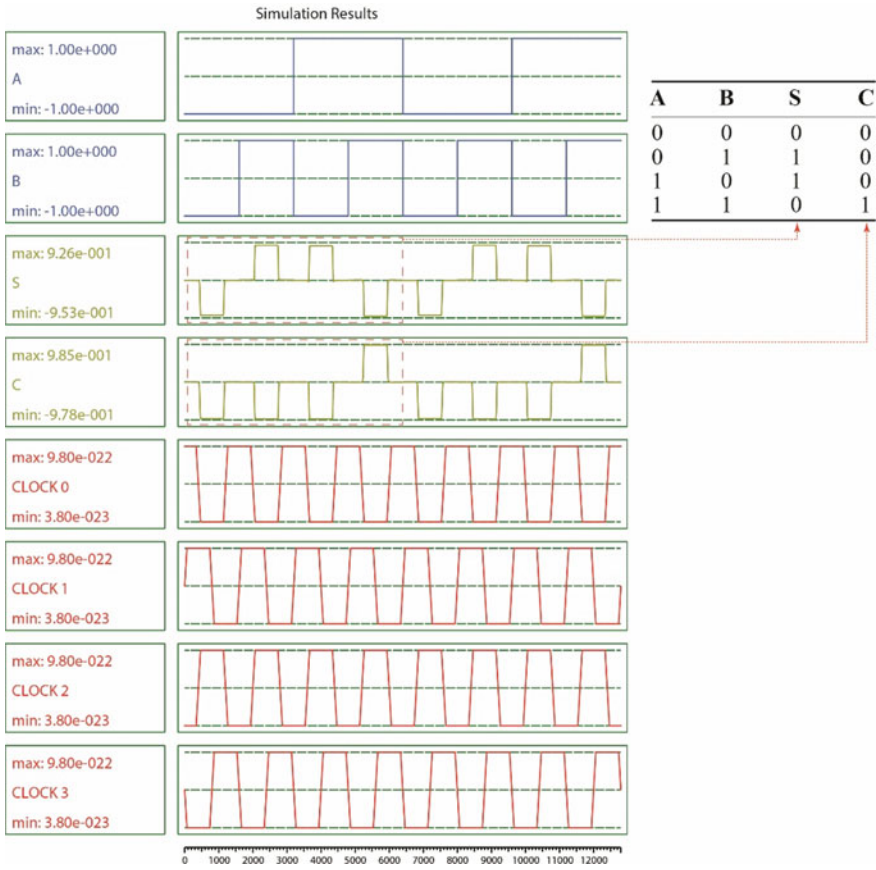 Simulation Results
max: 1.00e+000
A
min: -1.00e+000
max: 1.00e+000
B
min: -1.00e+000
max: 9.26e-001
S
min: -9.53e-001
max: 9.85e-001
C
min: -9.78e-001
max: 9.80e-022
CLOCK 0
min: 3.80e-023
max: 9.80e-022
CLOCK 1
min: 3.80e-023
max: 9.80e-022
CLOCK 2
min: 3.80e-023
max: 9.80e-022
CLOCK 3
min: 3.80e-023
0 1000 2000 3000 4000 5000 6000 7000 8000 9000 10000 11000 12000
A B S C
0 0 0 0
0 1 1 0
1 0 1 0
1 1 0 1